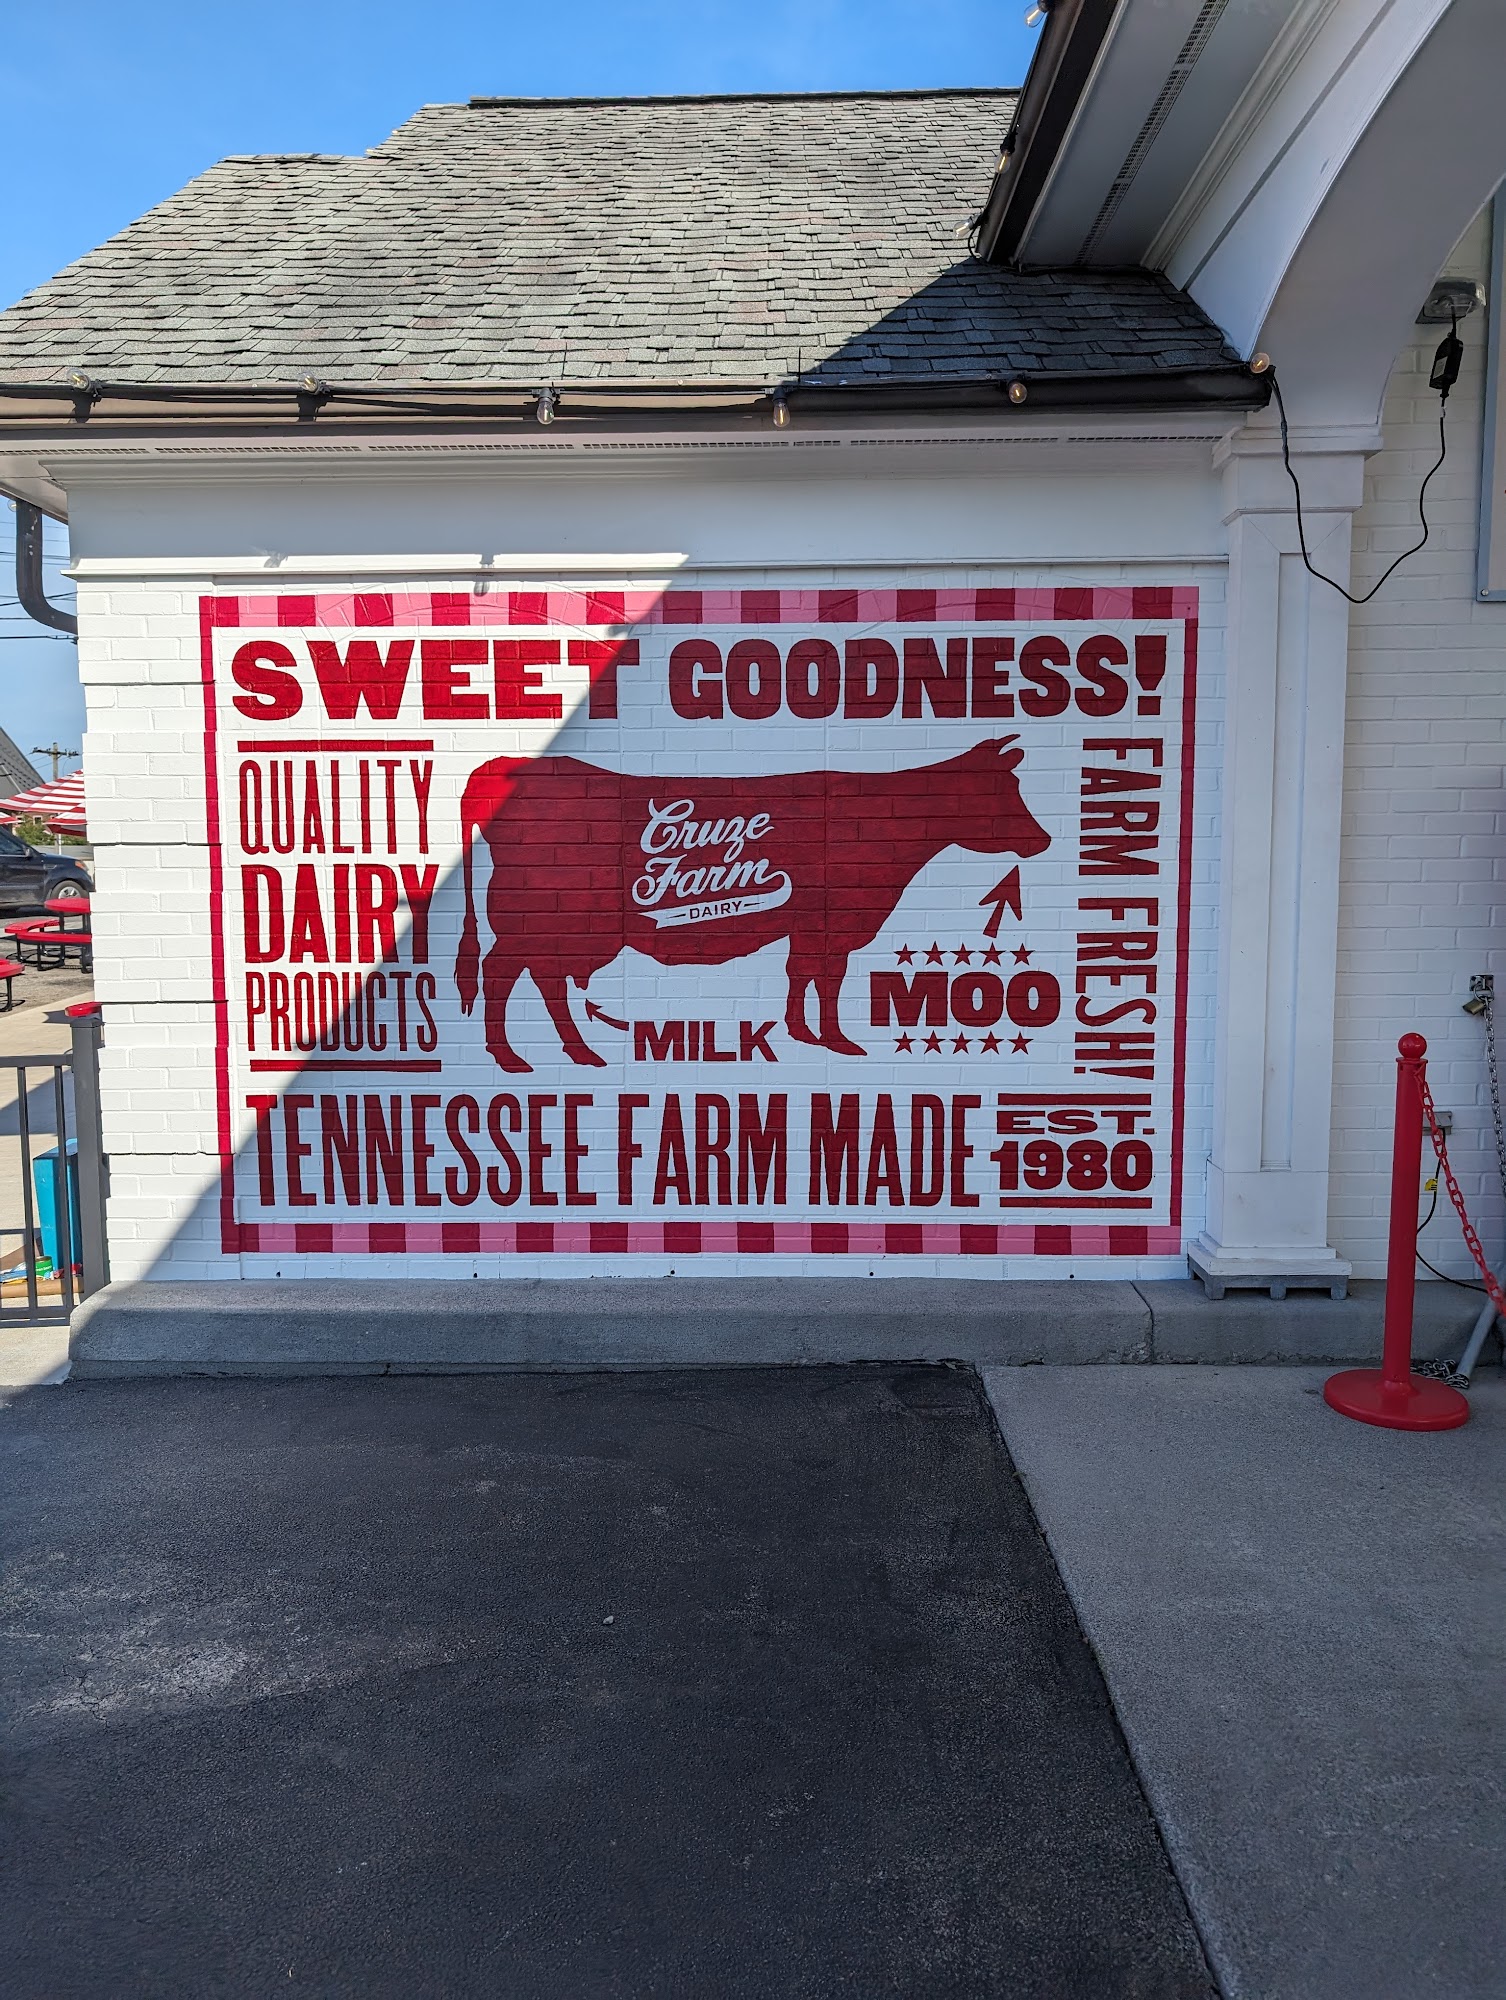 SWEET GOODNESS!
QUALITY
DAIRY
PRODUCTS
Cruze
Farm
DAIRY
MILK
MOO
FARM FRESH!!
TENNESSEE FARM MADE
EST.
1980